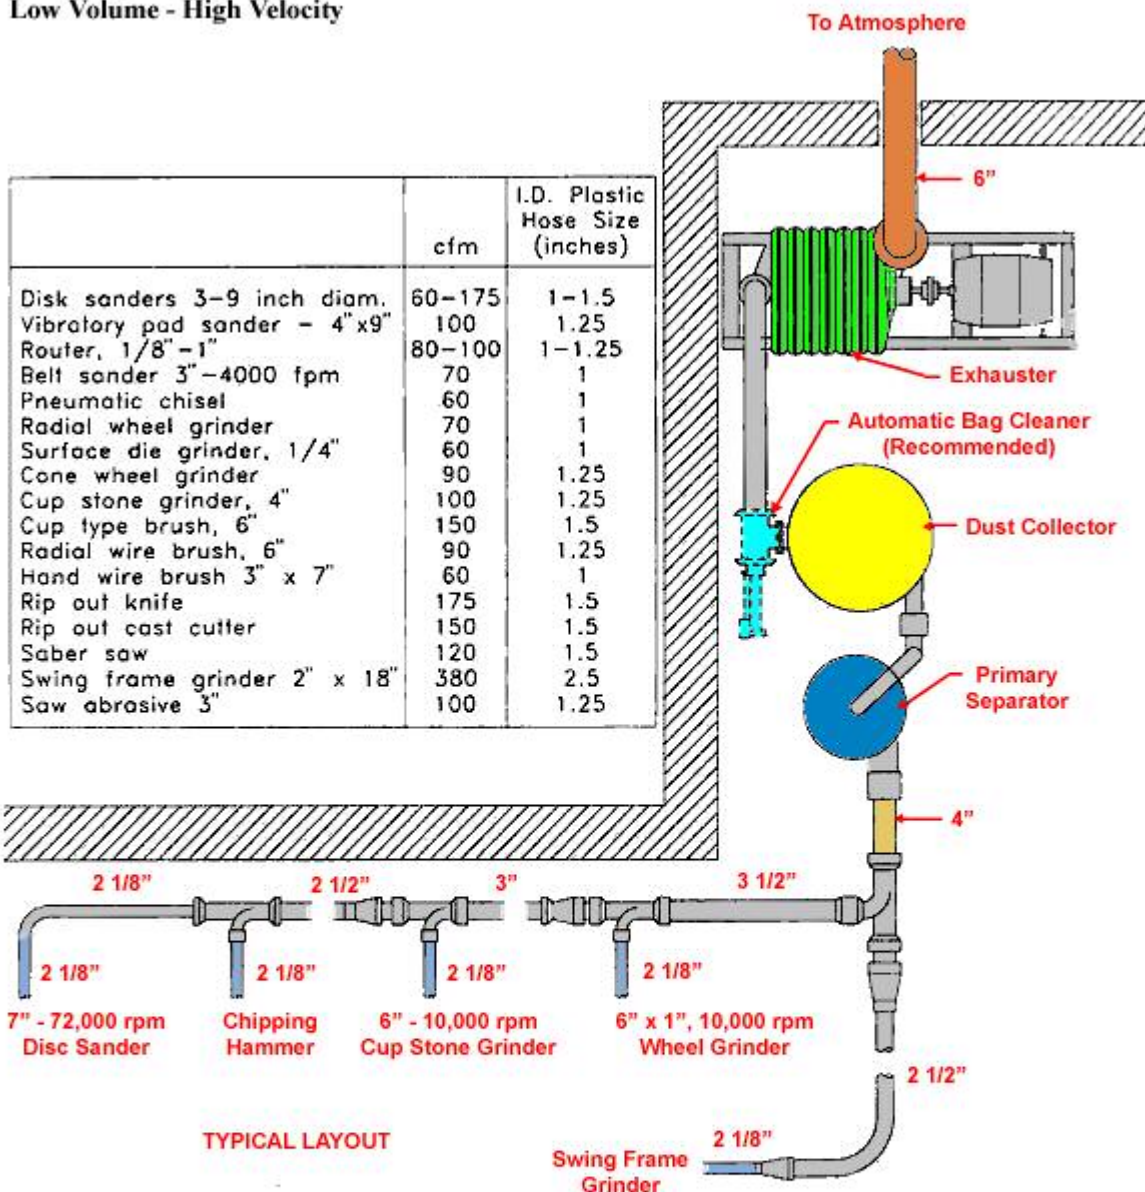 Low Volume - High Velocity
To Atmosphere
6”
Exhauster
Automatic Bag Cleaner
(Recommended)
Dust Collector
Primary
Separator
4”
cfm
I.D. Plastic
Hose Size
(inches)
Disk sanders 3-9 inch diam. 60-175 1-1.5
Vibratory pad sander - 4"x9" 100 1.25
Router, 1/8"-1" 80-100 1-1.25
Belt sander 3"-4000 fpm 70 1
Pneumatic chisel 60 1
Radial wheel grinder 70 1
Surface die grinder, 1/4" 60 1
Cone wheel grinder 90 1.25
Cup stone grinder, 4" 100 1.25
Cup type brush, 6" 150 1.5
Radial wire brush, 6" 90 1.25
Hand wire brush 3" x 7" 60 1
Rip out knife 175 1.5
Rip out cast cutter 150 1.5
Saber saw 120 1.5
Swing frame grinder 2" x 18" 380 2.5
Saw abrasive 3" 100 1.25
2 1/8” 2 1/2” 3” 3 1/2”
2 1/8” 2 1/8” 2 1/8” 2 1/8”
7” - 72,000 rpm
Disc Sander
Chipping
Hammer
6” - 10,000 rpm
Cup Stone Grinder
6” x 1”, 10,000 rpm
Wheel Grinder
2 1/2”
TYPICAL LAYOUT
2 1/8”
Swing Frame
Grinder